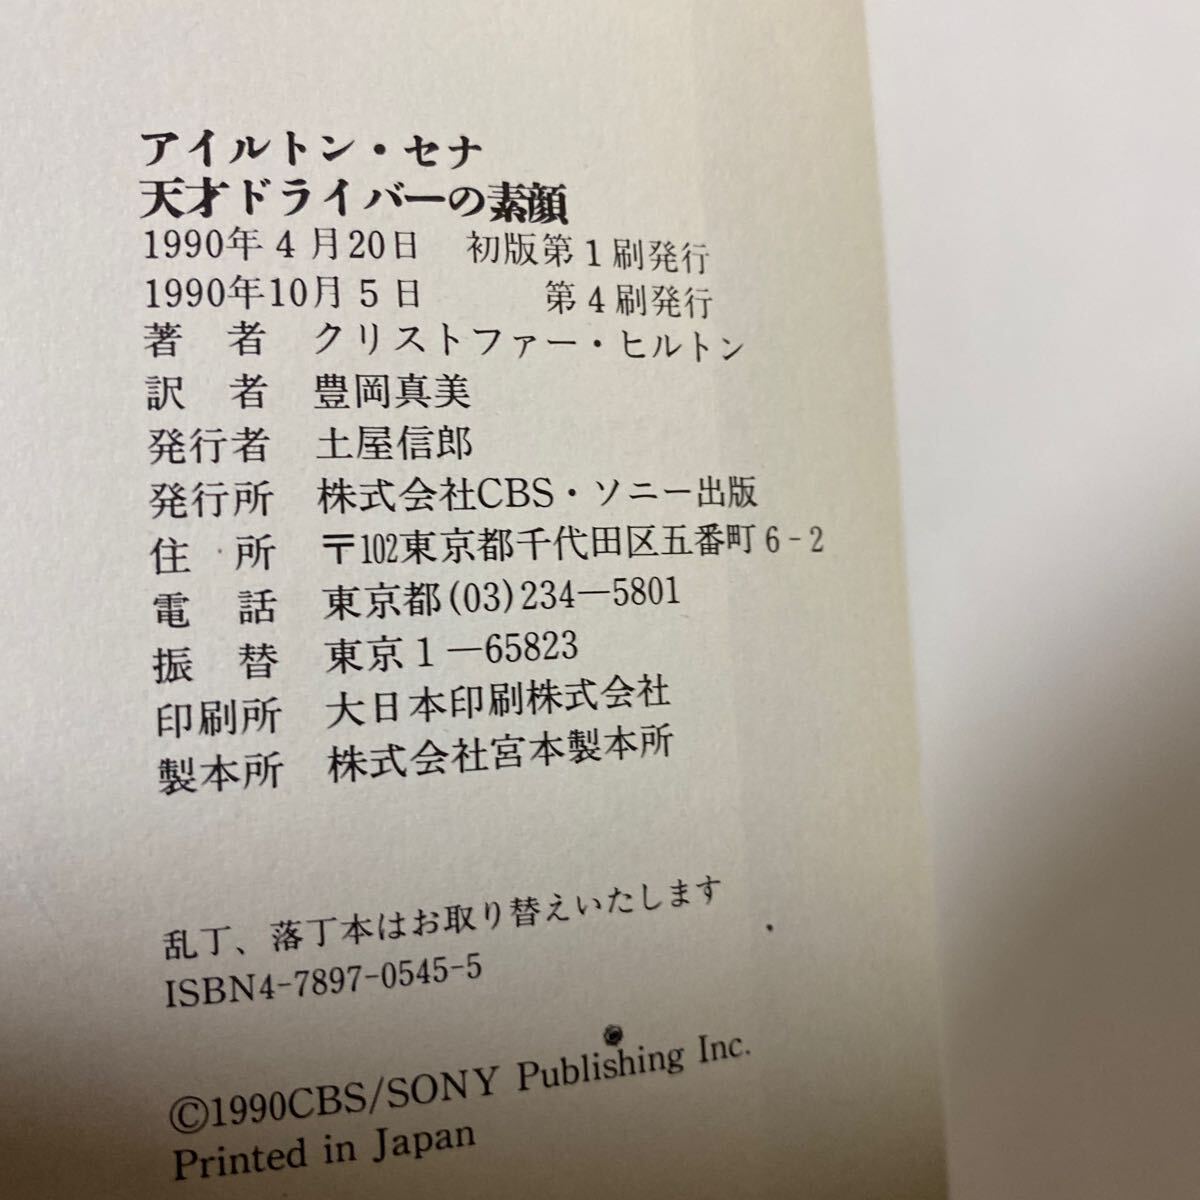 アイルトン・セナ
天才ドライバーの素顔
1990年4月20日　初版第1刷発行
1990年10月5日　第4刷発行
著　者　クリストファー・ヒルトン
訳　者　豊岡真美
発行者　土屋信郎
発行所　株式会社CBS・ソニー出版
住　所　〒102東京都千代田区五番町6-2
電　話　東京都(03)234—5801
振　替　東京1—65823
印刷所　大日本印刷株式会社
製本所　株式会社宮本製本所
乱丁、落丁本はお取り替えいたします
ISBN4-7897-0545-5
©1990CBS/SONY Publishing Inc.
Printed in Japan